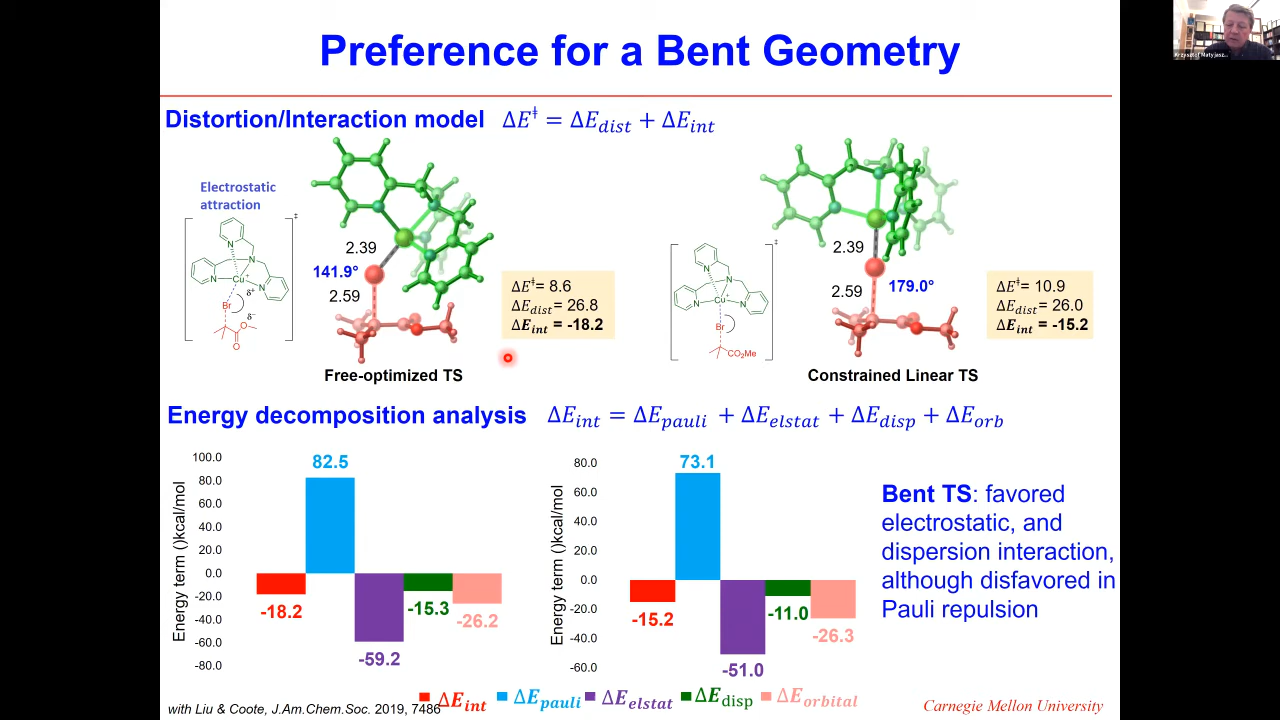 Preference for a Bent Geometry
Krzysztof Matyjasz...
Distortion/Interaction model ΔE‡ = ΔE_dist + ΔE_int
Electrostatic
attraction
‡
N
N
N
N
Cu
δ+
Br
δ−
O
O
2.39
141.9°
2.59
ΔE‡= 8.6
ΔE_dist= 26.8
ΔE_int = -18.2
Free-optimized TS
‡
N
N
N
N
Cu
+
Br
CO2Me
2.39
2.59
179.0°
ΔE‡= 10.9
ΔE_dist= 26.0
ΔE_int = -15.2
Constrained Linear TS
Energy decomposition analysis ΔE_int = ΔE_pauli + ΔE_elstat + ΔE_disp + ΔE_orb
Energy term ()kcal/mol
100.0
80.0
60.0
40.0
20.0
0.0
-20.0
-40.0
-60.0
-80.0
82.5
-18.2
-59.2
-15.3
-26.2
Energy term ()kcal/mol
80.0
60.0
40.0
20.0
0.0
-20.0
-40.0
-60.0
73.1
-15.2
-51.0
-11.0
-26.3
Bent TS: favored
electrostatic, and
dispersion interaction,
although disfavored in
Pauli repulsion
ΔE_int ΔE_pauli ΔE_elstat ΔE_disp ΔE_orbital
with Liu & Coote, J.Am.Chem.Soc. 2019, 7486
Carnegie Mellon University